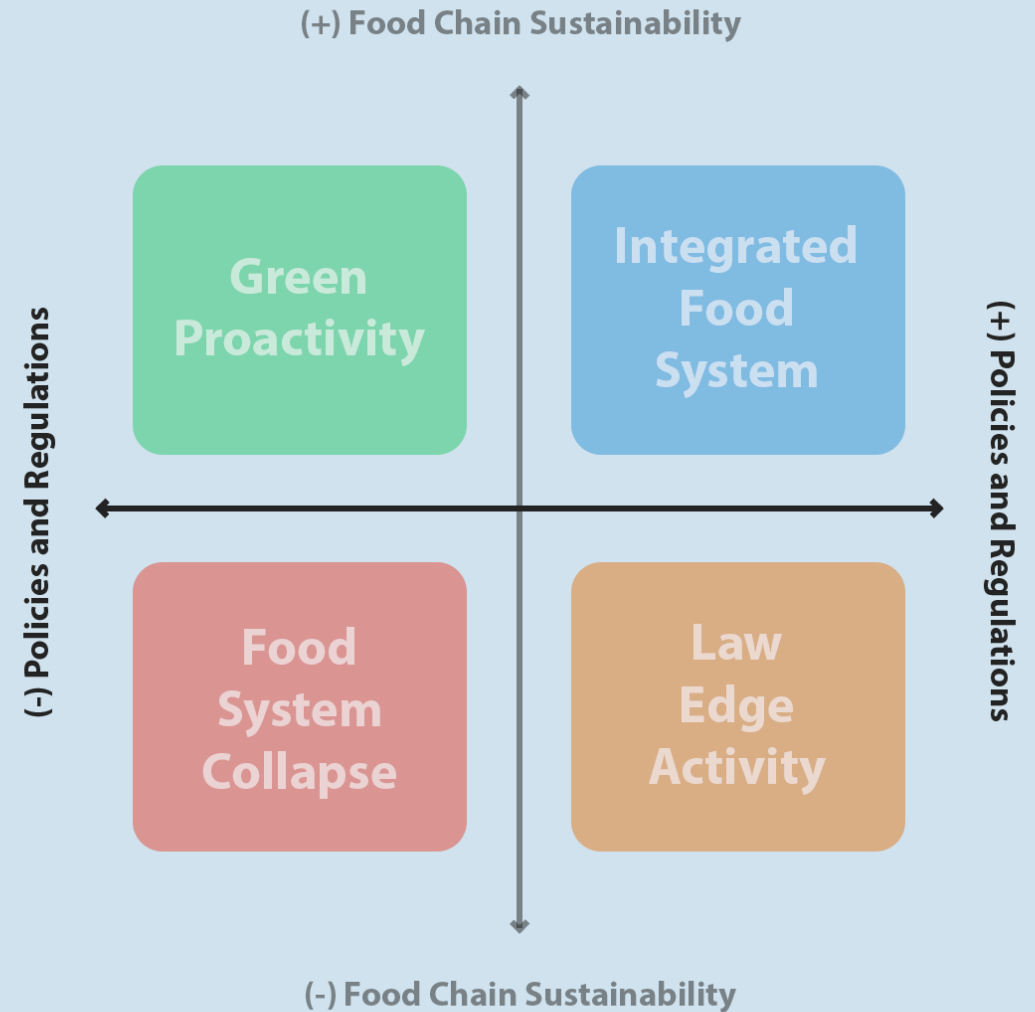 (+) Food Chain Sustainability
Green
Proactivity
Integrated
Food
System
(-) Policies and Regulations
(+) Policies and Regulations
Food
System
Collapse
Law
Edge
Activity
(-) Food Chain Sustainability